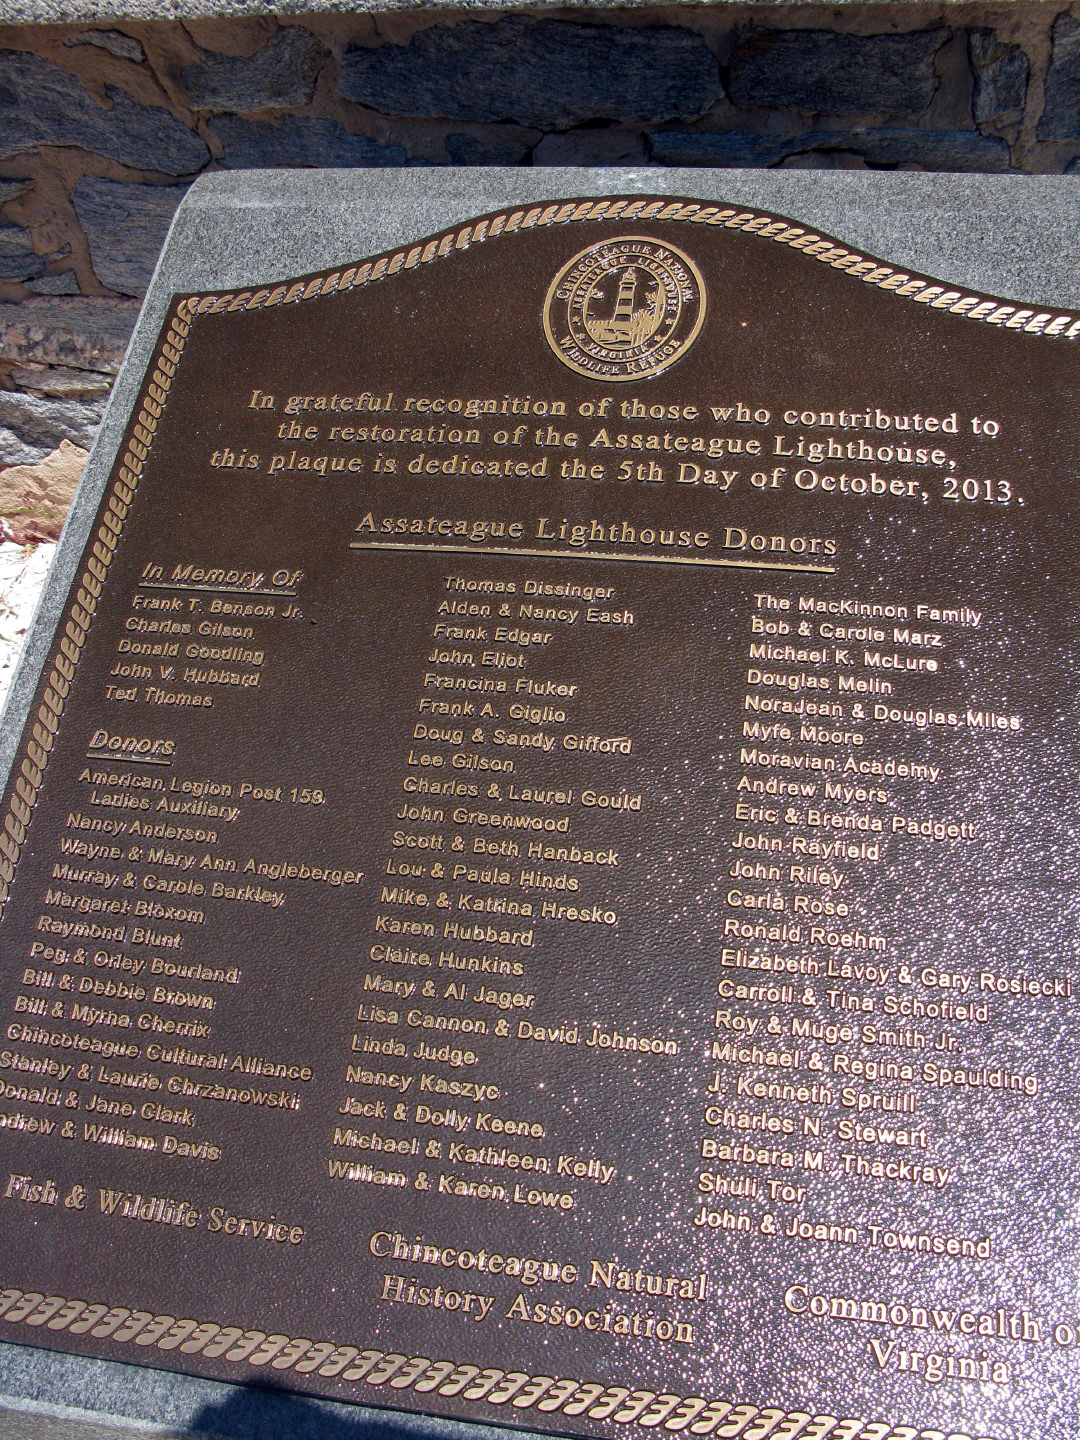 CHINCOTEAGUE NATIONAL
ASSATEAGUE LIGHTHOUSE
VIRGINIA
WILDLIFE REFUGE
In grateful recognition of those who contributed to
the restoration of the Assateague Lighthouse,
this plaque is dedicated the 5th Day of October, 2013.
Assateague Lighthouse Donors
In Memory Of
Frank T. Benson Jr.
Charles Gilson
Donald Goodling
John V. Hubbard
Ted Thomas
Donors
American Legion Post 159
Ladies Auxiliary
Nancy Anderson
Wayne & Mary Ann Angleberger
Murray & Carole Barkley
Margaret Bloxom
Raymond Blunt
Peg & Orley Bourland
Bill & Debbie Brown
Bill & Myrna Cherrix
Chincoteague Cultural Alliance
Stanley & Laurie Chrzanowski
Donald & Jane Clark
ndrew & William Davis
Thomas Dissinger
Alden & Nancy Eash
Frank Edgar
John Eliot
Francina Fluker
Frank A. Giglio
Doug & Sandy Gifford
Lee Gilson
Charles & Laurel Gould
John Greenwood
Scott & Beth Hanback
Lou & Paula Hinds
Mike & Katrina Hresko
Karen Hubbard
Claire Hunkins
Mary & Al Jager
Lisa Cannon & David Johnson
Linda Judge
Nancy Kaszyc
Jack & Dolly Keene
Michael & Kathleen Kelly
William & Karen Lowe
The MacKinnon Family
Bob & Carole Marz
Michael K. McLure
Douglas Melin
NoraJean & Douglas Miles
Myfe Moore
Moravian Academy
Andrew Myers
Eric & Brenda Padgett
John Rayfield
John Riley
Carla Rose
Ronald Roehm
Elizabeth Lavoy & Gary Rosiecki
Carroll & Tina Schofield
Roy & Muge Smith Jr.
Michael & Regina Spaulding
J. Kenneth Spruill
Charles N. Stewart
Barbara M. Thackray
Shuli Tor
John & Joann Townsend
Fish & Wildlife Service
Chincoteague Natural
History Association
Commonwealth of
Virginia